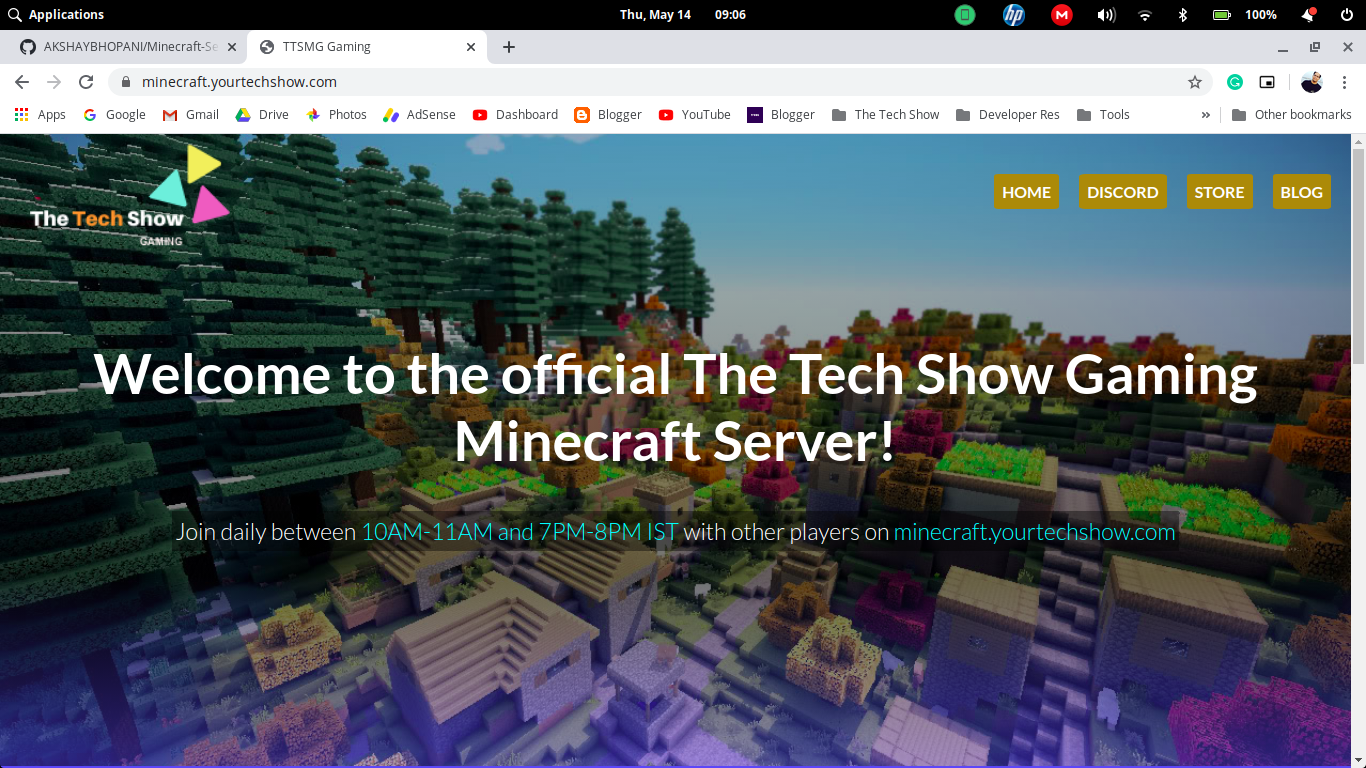 Applications
Thu, May 14 09:06
100%
AKSHAYBHOPANI/Minecraft-Se
TTSMG Gaming
minecraft.yourtechshow.com
Apps Google Gmail Drive Photos AdSense Dashboard Blogger YouTube Blogger The Tech Show Developer Res Tools » Other bookmarks
The Tech Show
GAMING
HOME DISCORD STORE BLOG
Welcome to the official The Tech Show Gaming
Minecraft Server!
Join daily between 10AM-11AM and 7PM-8PM IST with other players on minecraft.yourtechshow.com